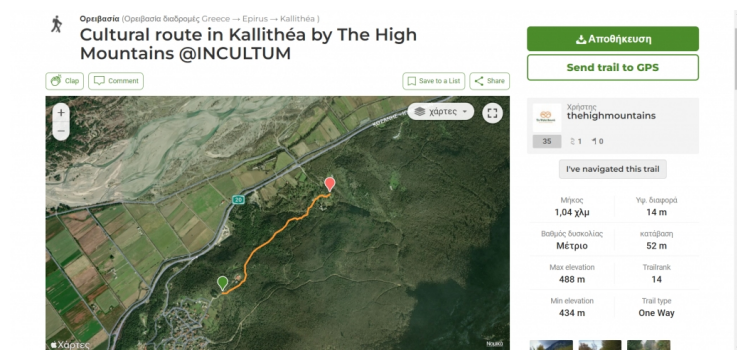 Ορειβασία (Ορειβασία διαδρομές Greece → Epirus → Kallithéa )
Cultural route in Kallithéa by The High
Mountains @INCULTUM
Clap
Comment
Save to a List
Share
+
−
χάρτες
20
Χάρτες
Νομικά
Αποθήκευση
Send trail to GPS
Χρήστης
thehighmountains
35
1
0
I've navigated this trail
Μήκος
1,04 χλμ
Υψ. διαφορά
14 m
Βαθμός δυσκολίας
Μέτριο
κατάβαση
52 m
Max elevation
488 m
Trailrank
14
Min elevation
434 m
Trail type
One Way